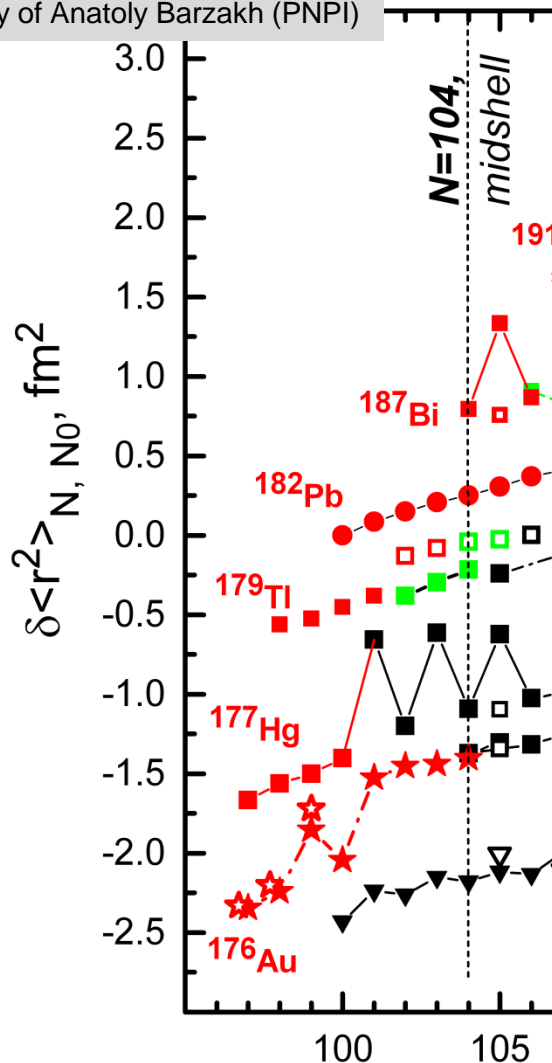 y of Anatoly Barzakh (PNPI)
3.0
2.5
2.0
1.5
1.0
0.5
0.0
-0.5
-1.0
-1.5
-2.0
-2.5
δ<r²>N, N0, fm²
N=104,
midshell
191
187Bi
182Pb
179Tl
177Hg
176Au
100
105